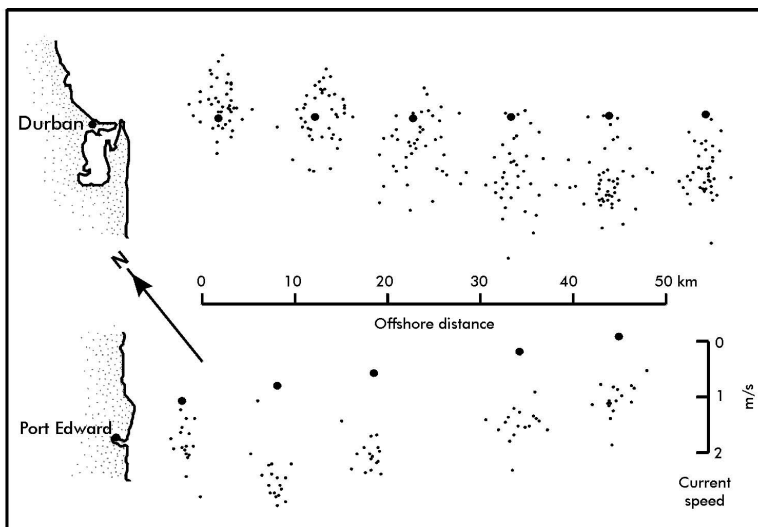 Durban
N
0 10 20 30 40 50 km
Offshore distance
Port Edward
0
1
2
m/s
Current
speed